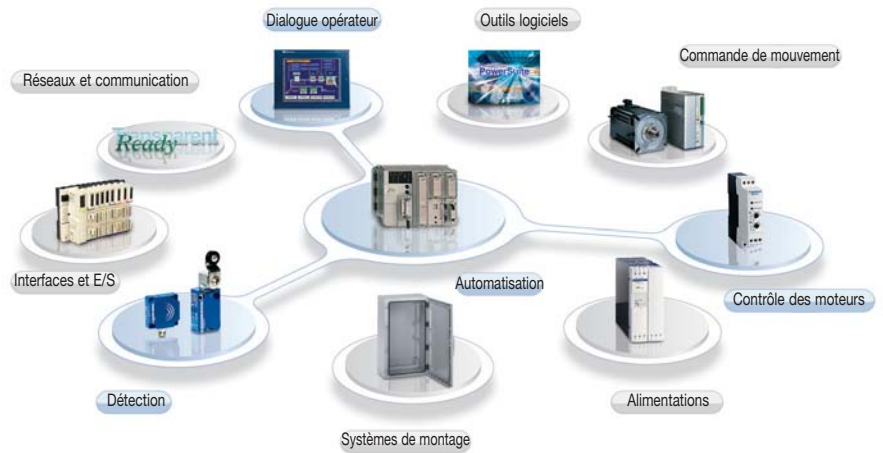 Dialogue opérateur
Outils logiciels
Commande de mouvement
Réseaux et communication
PowerSuite
Transparent
Ready
Interfaces et E/S
Automatisation
Contrôle des moteurs
Détection
Alimentations
Systèmes de montage